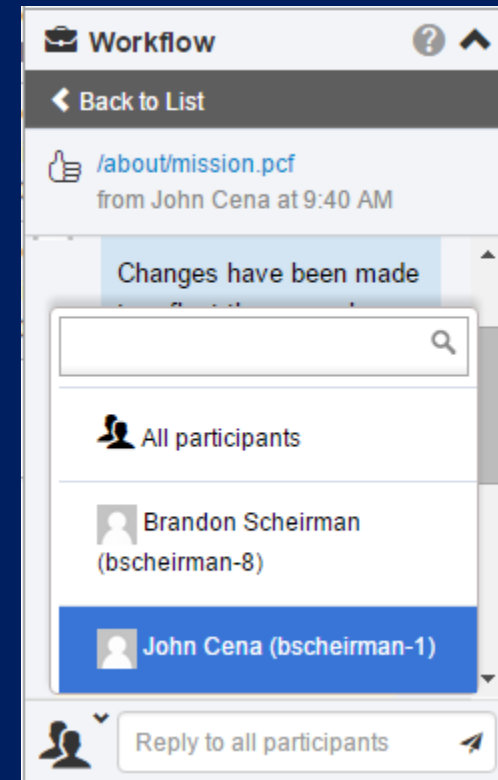 Workflow
Back to List
/about/mission.pcf
from John Cena at 9:40 AM
Changes have been made
All participants
Brandon Scheirman
(bscheirman-8)
John Cena (bscheirman-1)
Reply to all participants